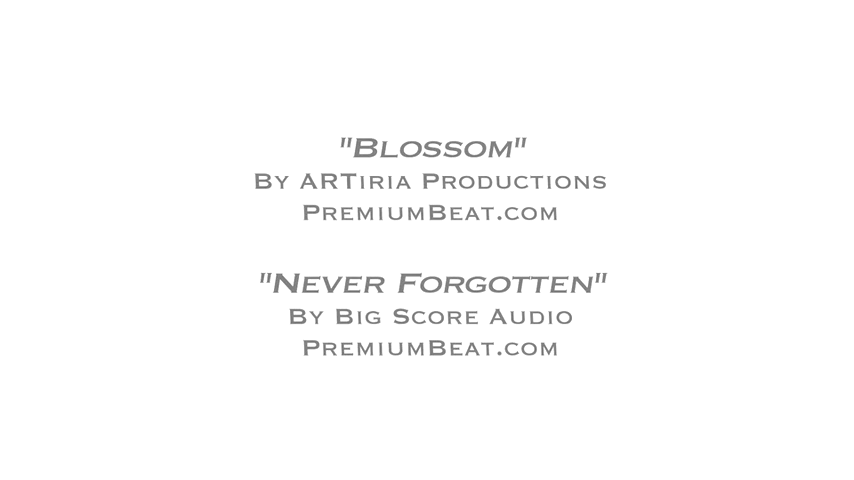 "Blossom"
By ARTiria Productions
PremiumBeat.com
"Never Forgotten"
By Big Score Audio
PremiumBeat.com